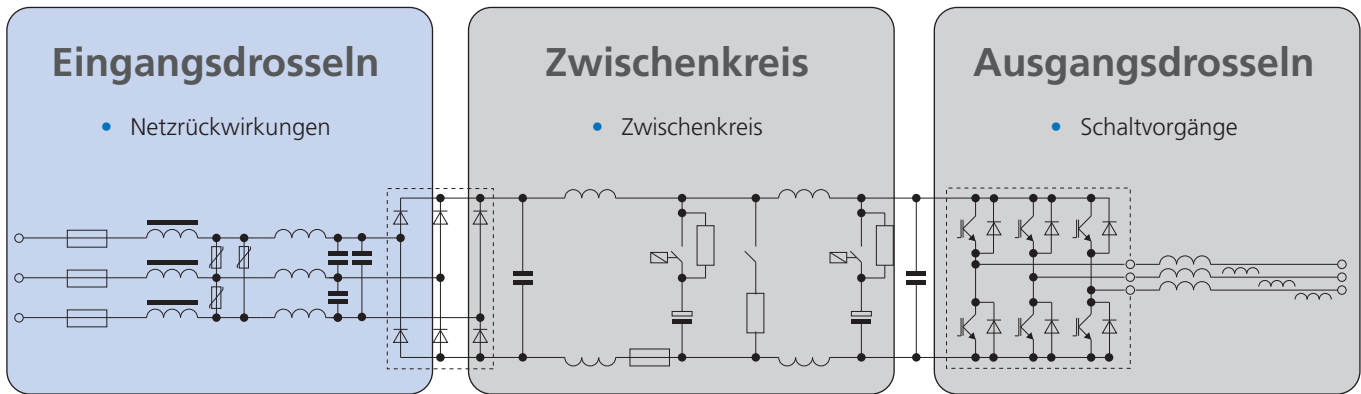 Eingangsdrosseln
• Netzrückwirkungen
Zwischenkreis
• Zwischenkreis
Ausgangsdrosseln
• Schaltvorgänge